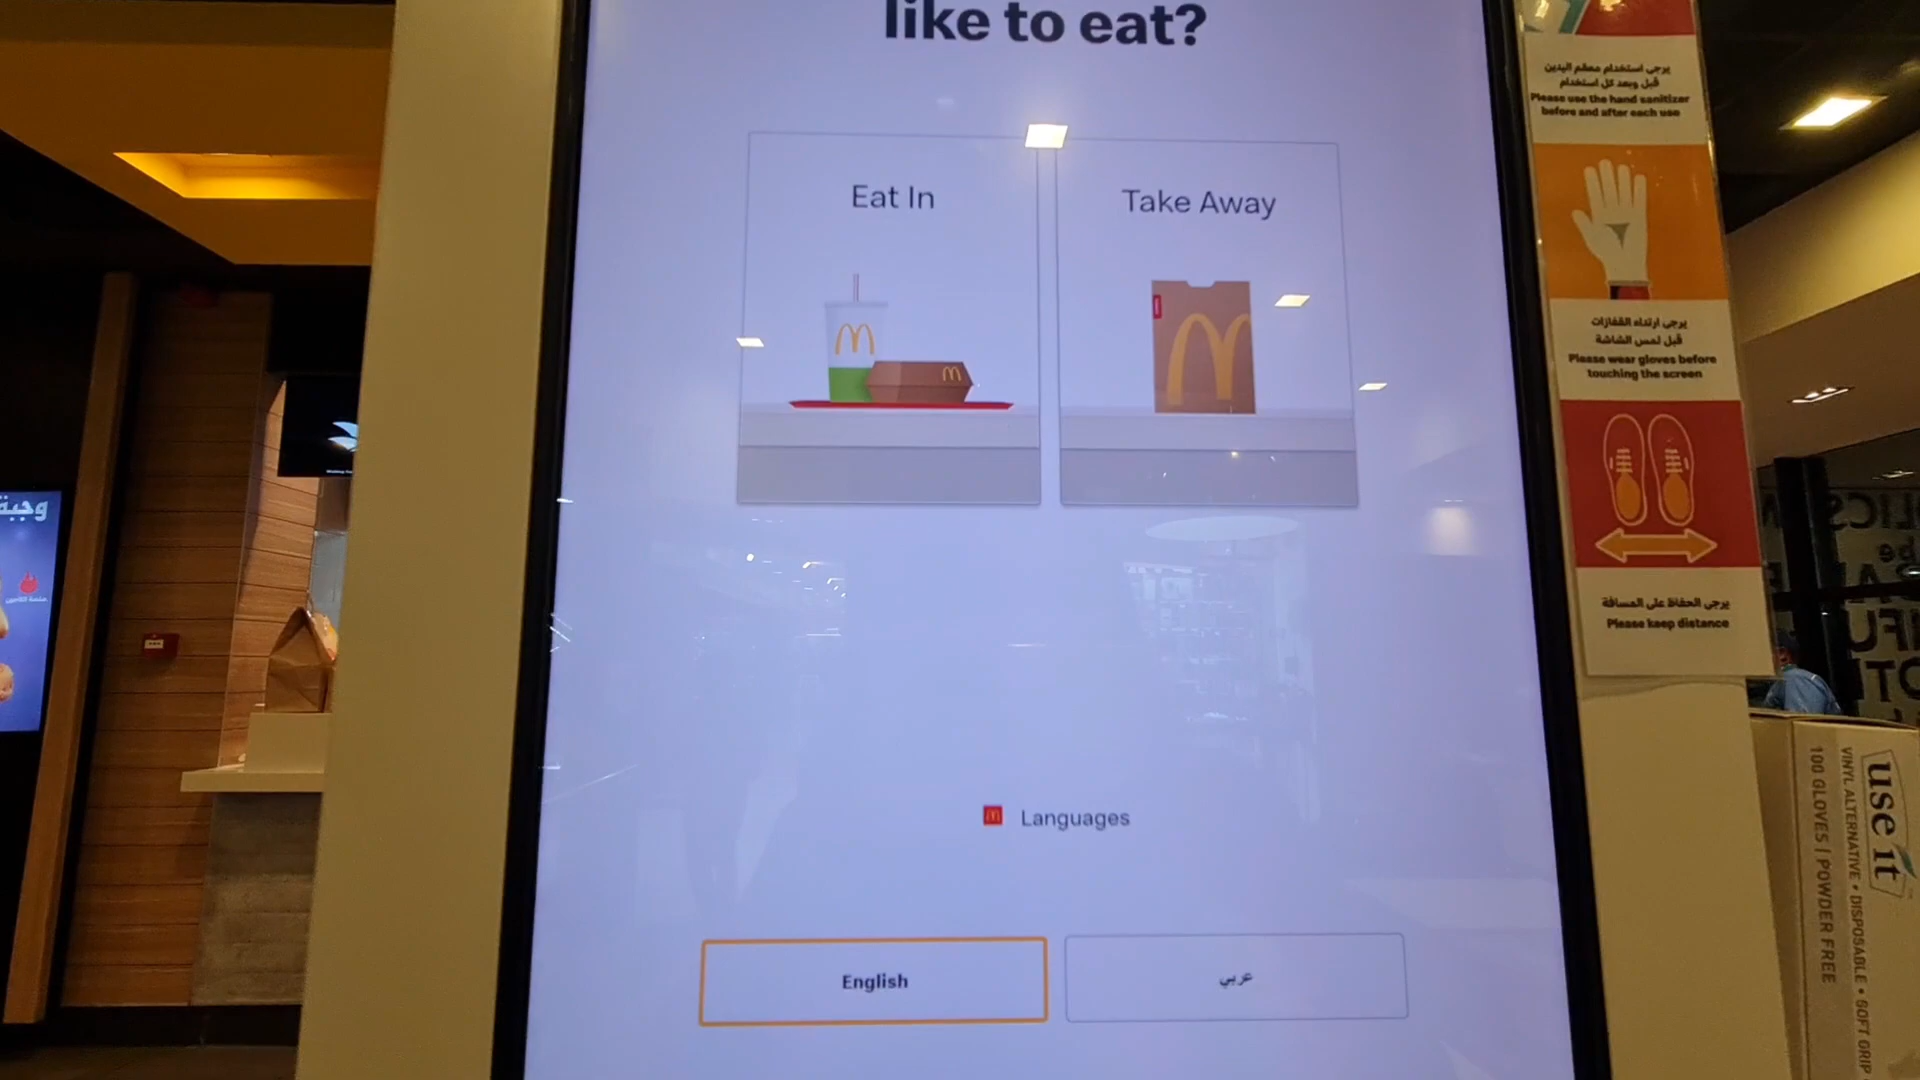 like to eat?
Eat In
Take Away
Languages
English
عربي
يرجى استخدام معقم اليدين
قبل وبعد كل استخدام
Please use the hand sanitizer
before and after each use
يرجى ارتداء القفازات
قبل لمس الشاشة
Please wear gloves before
touching the screen
يرجى الحفاظ على المسافة
Please keep distance
وجبة
use it
VINYL ALTERNATIVE • DISPOSABLE • SOFT GRIP
100 GLOVES | POWDER FREE